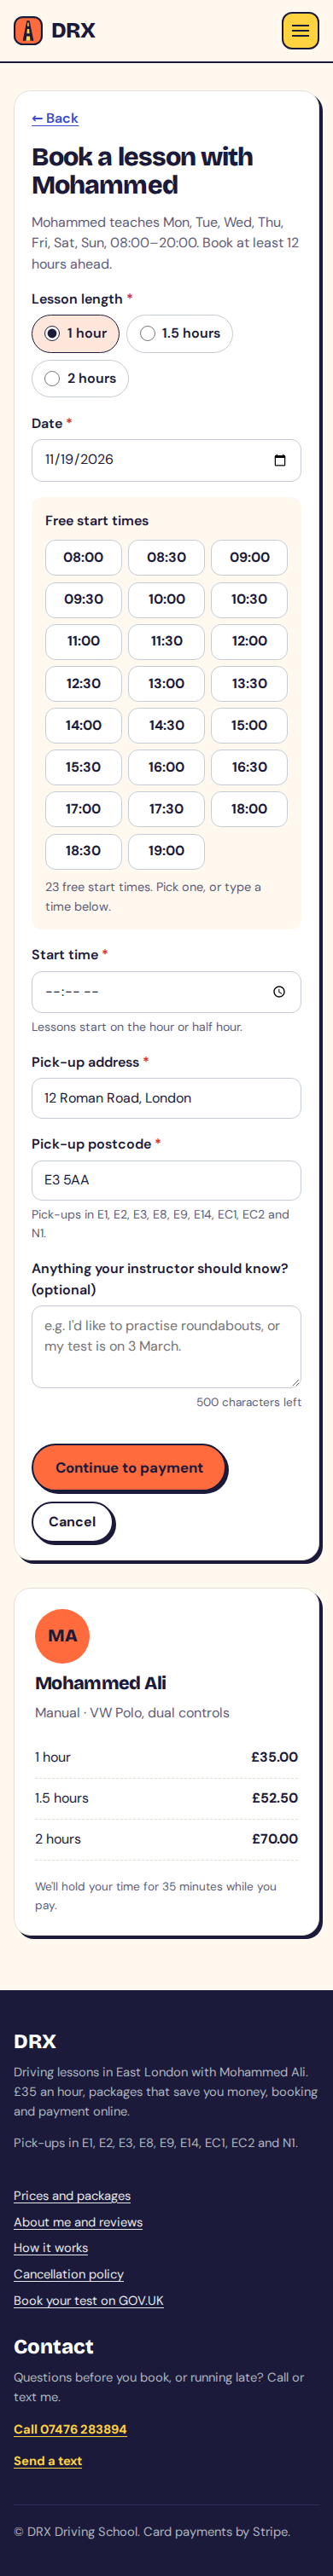 DRX
← Back
Book a lesson with
Mohammed
Mohammed teaches Mon, Tue, Wed, Thu,
Fri, Sat, Sun, 08:00–20:00. Book at least 12
hours ahead.
Lesson length *
1 hour
1.5 hours
2 hours
Date *
11/19/2026
Free start times
08:00 08:30 09:00
09:30 10:00 10:30
11:00 11:30 12:00
12:30 13:00 13:30
14:00 14:30 15:00
15:30 16:00 16:30
17:00 17:30 18:00
18:30 19:00
23 free start times. Pick one, or type a
time below.
Start time *
--:-- --
Lessons start on the hour or half hour.
Pick-up address *
12 Roman Road, London
Pick-up postcode *
E3 5AA
Pick-ups in E1, E2, E3, E8, E9, E14, EC1, EC2 and
N1.
Anything your instructor should know?
(optional)
e.g. I'd like to practise roundabouts, or
my test is on 3 March.
500 characters left
Continue to payment
Cancel
MA
Mohammed Ali
Manual · VW Polo, dual controls
1 hour £35.00
1.5 hours £52.50
2 hours £70.00
We'll hold your time for 35 minutes while you
pay.
DRX
Driving lessons in East London with Mohammed Ali.
£35 an hour, packages that save you money, booking
and payment online.
Pick-ups in E1, E2, E3, E8, E9, E14, EC1, EC2 and N1.
Prices and packages
About me and reviews
How it works
Cancellation policy
Book your test on GOV.UK
Contact
Questions before you book, or running late? Call or
text me.
Call 07476 283894
Send a text
© DRX Driving School. Card payments by Stripe.